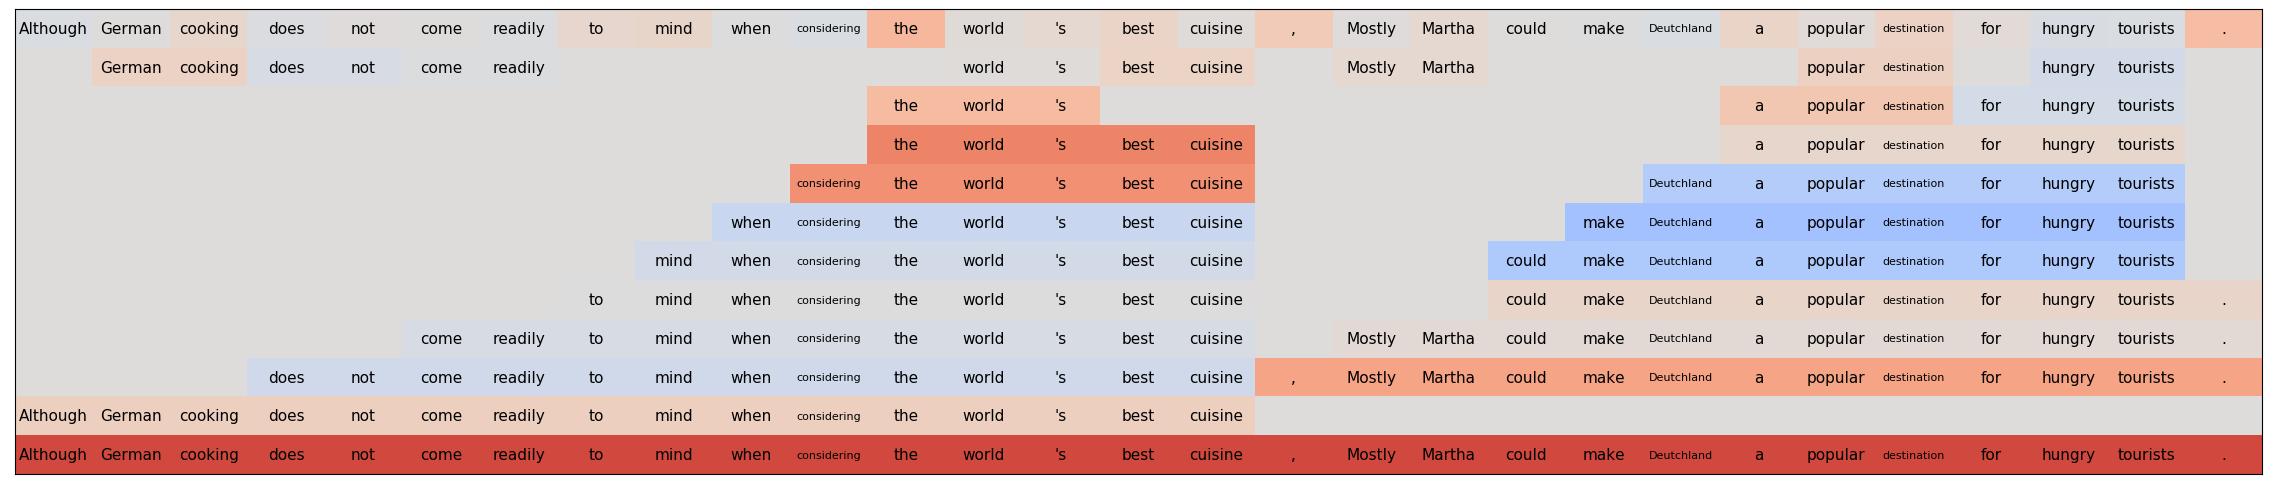 Although German cooking does not come readily to mind when considering the world 's best cuisine , Mostly Martha could make Deutchland a popular destination for hungry tourists .
German cooking does not come readily world 's best cuisine Mostly Martha popular destination hungry tourists
the world 's a popular destination for hungry tourists
the world 's best cuisine a popular destination for hungry tourists
considering the world 's best cuisine Deutchland a popular destination for hungry tourists
when considering the world 's best cuisine make Deutchland a popular destination for hungry tourists
mind when considering the world 's best cuisine could make Deutchland a popular destination for hungry tourists
to mind when considering the world 's best cuisine could make Deutchland a popular destination for hungry tourists .
come readily to mind when considering the world 's best cuisine Mostly Martha could make Deutchland a popular destination for hungry tourists .
does not come readily to mind when considering the world 's best cuisine , Mostly Martha could make Deutchland a popular destination for hungry tourists .
Although German cooking does not come readily to mind when considering the world 's best cuisine
Although German cooking does not come readily to mind when considering the world 's best cuisine , Mostly Martha could make Deutchland a popular destination for hungry tourists .